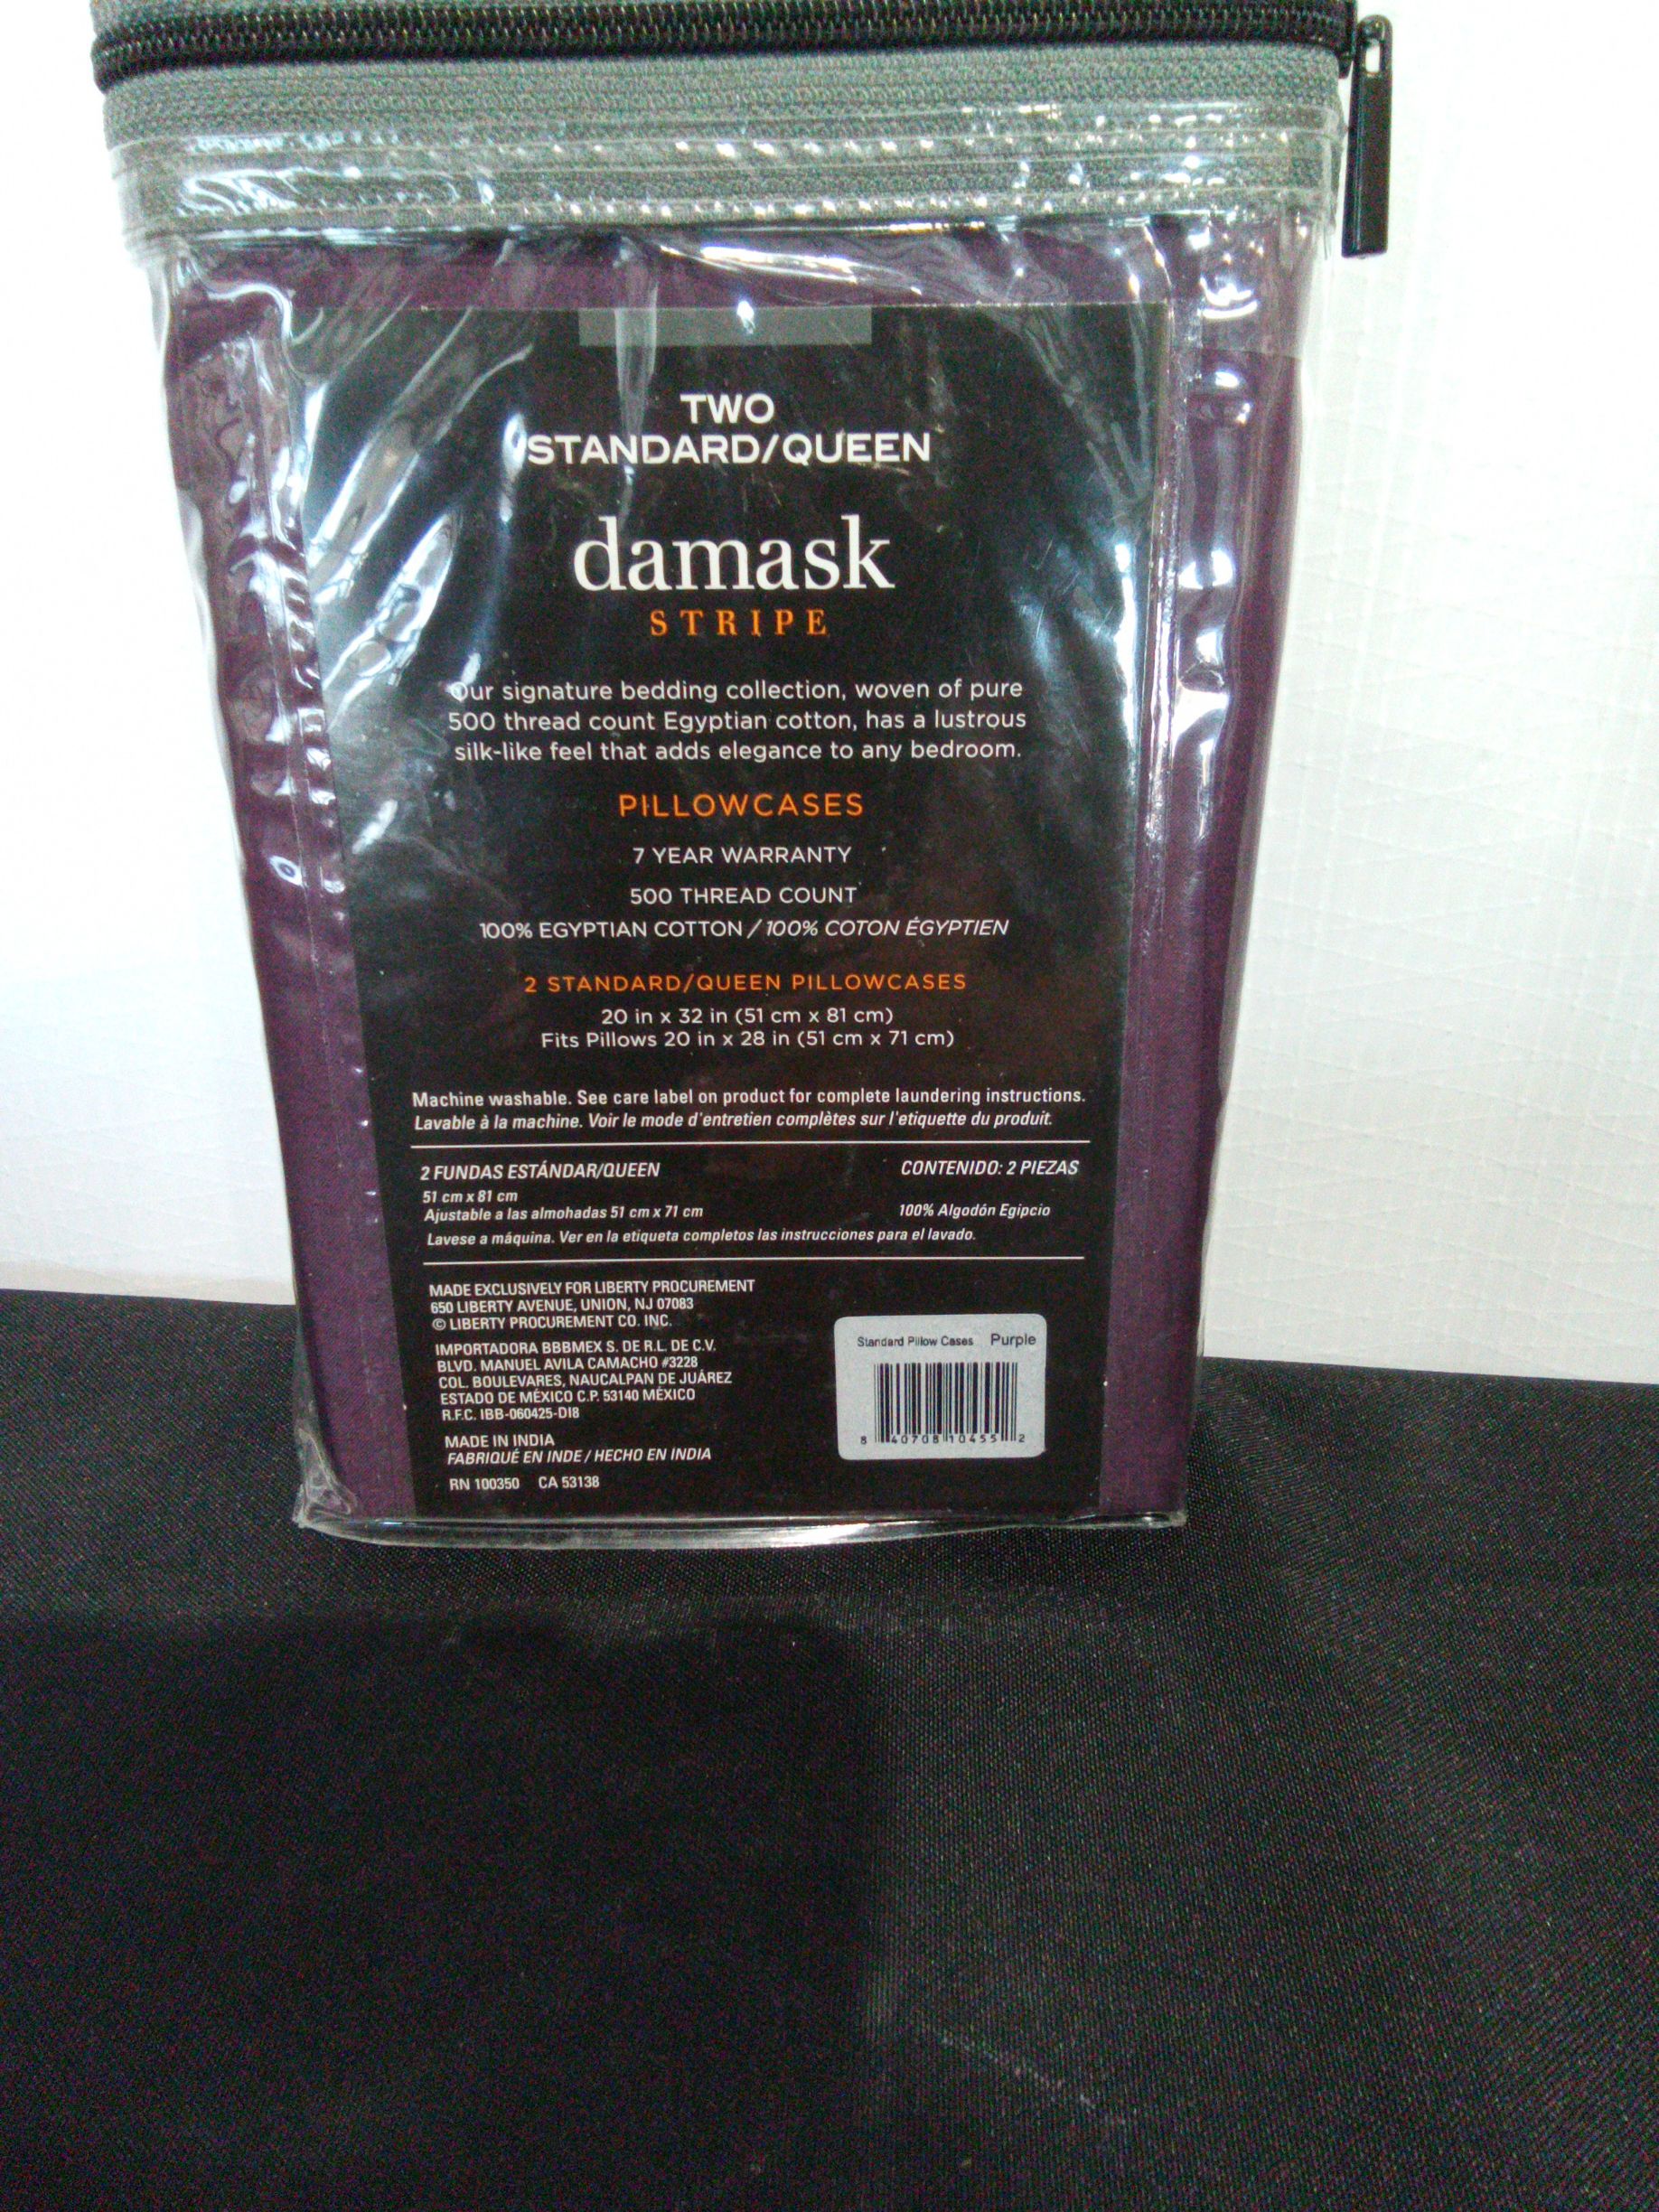 TWO
STANDARD/QUEEN
damask
STRIPE
Our signature bedding collection, woven of pure
500 thread count Egyptian cotton, has a lustrous
silk-like feel that adds elegance to any bedroom.
PILLOWCASES
7 YEAR WARRANTY
500 THREAD COUNT
100% EGYPTIAN COTTON / 100% COTON ÉGYPTIEN
2 STANDARD/QUEEN PILLOWCASES
20 in x 32 in (51 cm x 81 cm)
Fits Pillows 20 in x 28 in (51 cm x 71 cm)
Machine washable. See care label on product for complete laundering instructions.
Lavable à la machine. Voir le mode d'entretien complètes sur l'etiquette du produit.
2 FUNDAS ESTÁNDAR/QUEEN CONTENIDO: 2 PIEZAS
51 cm x 81 cm
Ajustable a las almohadas 51 cm x 71 cm 100% Algodón Egipcio
Lavese a máquina. Ver en la etiqueta completos las instrucciones para el lavado.
MADE EXCLUSIVELY FOR LIBERTY PROCUREMENT
650 LIBERTY AVENUE, UNION, NJ 07083
© LIBERTY PROCUREMENT CO. INC.
IMPORTADORA BBBMEX S. DE R.L. DE C.V.
BLVD. MANUEL AVILA CAMACHO #3228
COL. BOULEVARES, NAUCALPAN DE JUÁREZ
ESTADO DE MÉXICO C.P. 53140 MÉXICO
R.F.C. IBB-060425-DI8
MADE IN INDIA
FABRIQUÉ EN INDE / HECHO EN INDIA
RN 100350 CA 53138
Standard Pillow Cases Purple
8 40708 10455 2